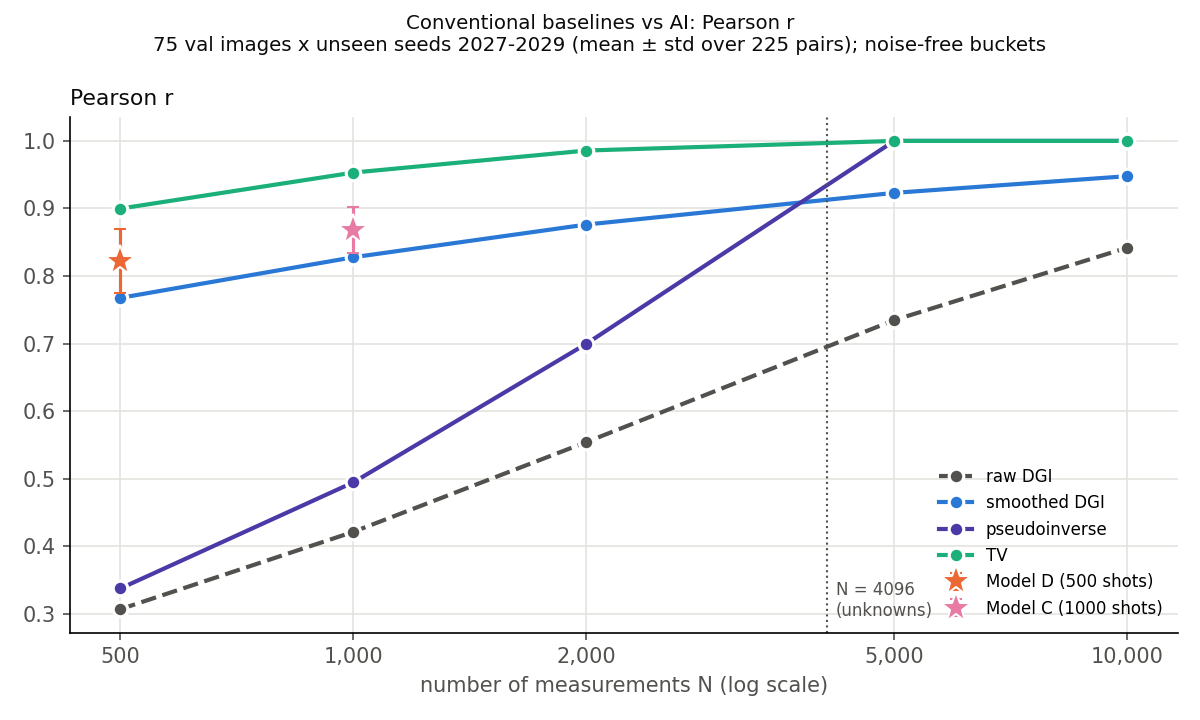 Conventional baselines vs AI: Pearson r
75 val images x unseen seeds 2027-2029 (mean ± std over 225 pairs); noise-free buckets
Pearson r
1.0
0.9
0.8
0.7
0.6
0.5
0.4
0.3
raw DGI
smoothed DGI
pseudoinverse
TV
Model D (500 shots)
Model C (1000 shots)
N = 4096
(unknowns)
500
1,000
2,000
5,000
10,000
number of measurements N (log scale)